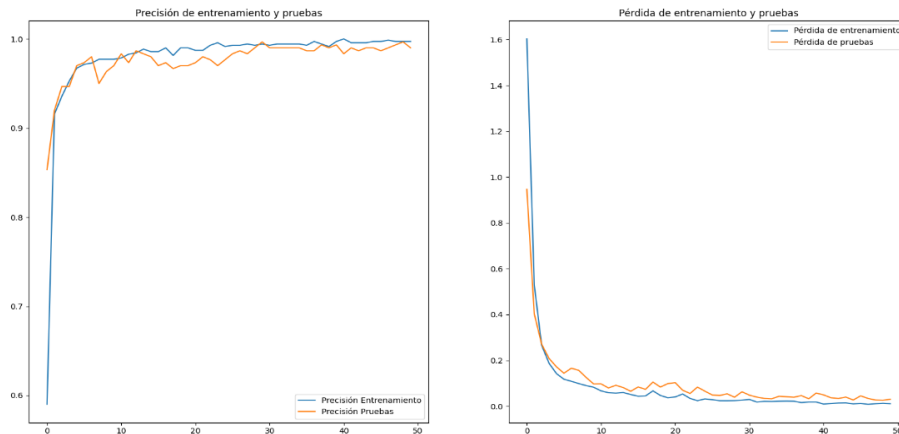 Precisión de entrenamiento y pruebas
1.0
0.9
0.8
0.7
0.6
0 10 20 30 40 50
Precisión Entrenamiento
Precisión Pruebas
Pérdida de entrenamiento y pruebas
Pérdida de entrenamiento
Pérdida de pruebas
1.6
1.4
1.2
1.0
0.8
0.6
0.4
0.2
0.0
0 10 20 30 40 50